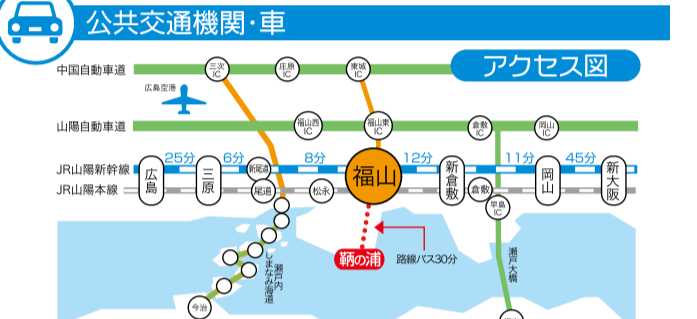 公共交通機関・車
アクセス図
中国自動車道
三次IC
庄原IC
東城IC
広島空港
山陽自動車道
福山西IC
福山東IC
倉敷IC
岡山IC
25分
6分
8分
12分
11分
45分
JR山陽新幹線
JR山陽本線
広島
三原
新尾道
尾道
松永
福山
新倉敷
倉敷
岡山
新大阪
早島IC
鞆の浦
路線バス30分
瀬戸内しまなみ海道
瀬戸大橋
今治